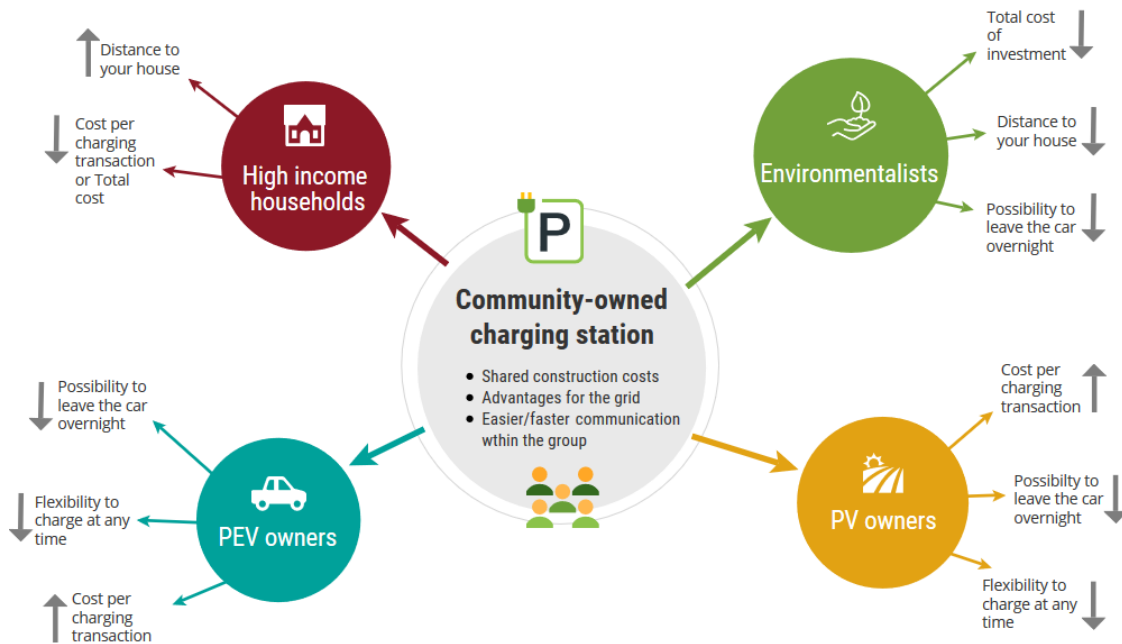 Distance to
your house
Cost per
charging
transaction
or Total
cost
High income
households
Total cost
of
investment
Distance to
your house
Possibility to
leave the car
overnight
Environmentalists
P
Community-owned
charging station
• Shared construction costs
• Advantages for the grid
• Easier/faster communication
wthin the group
Possibility to
leave the car
overnight
Flexibility to
charge at any
time
Cost per
charging
transaction
PEV owners
Cost per
charging
transaction
Possibilty to
leave the car
overnight
Flexibility to
charge at any
time
PV owners